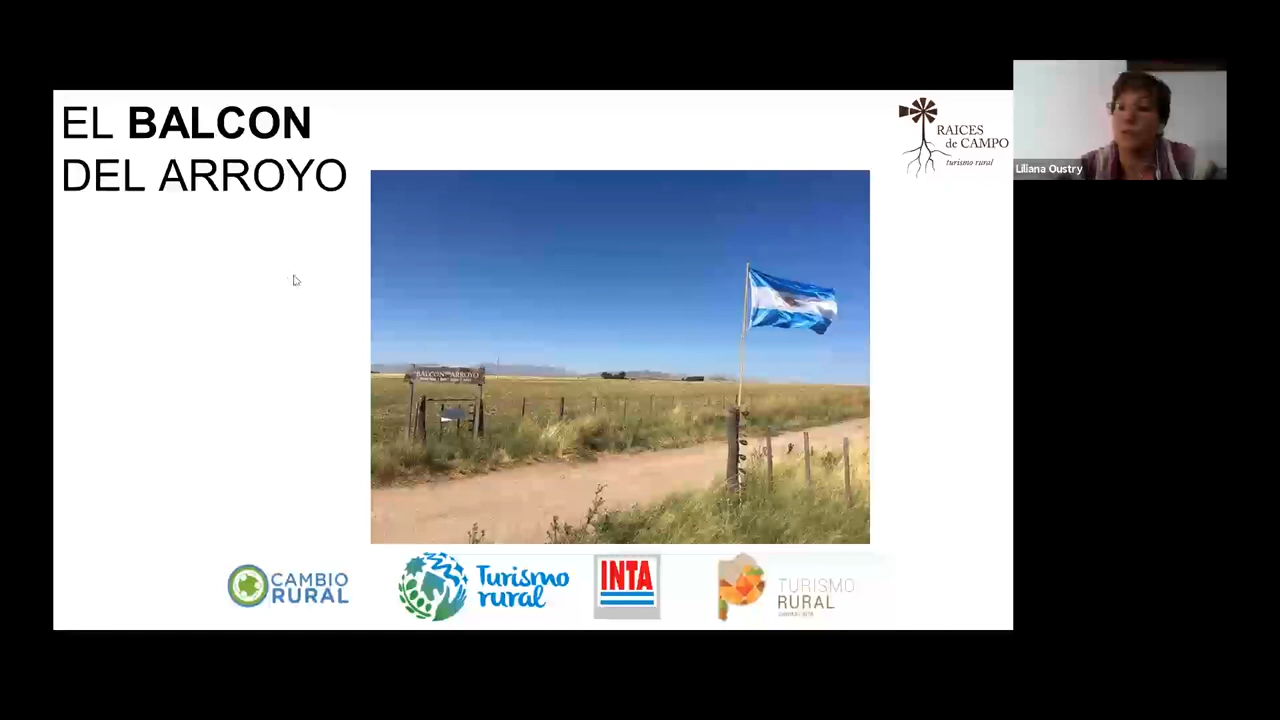 EL BALCON
DEL ARROYO
RAICES
de CAMPO
turismo rural
Liliana Oustry
BALCON DEL ARROYO
CAMBIO
RURAL
Turismo
rural
INTA
TURISMO
RURAL